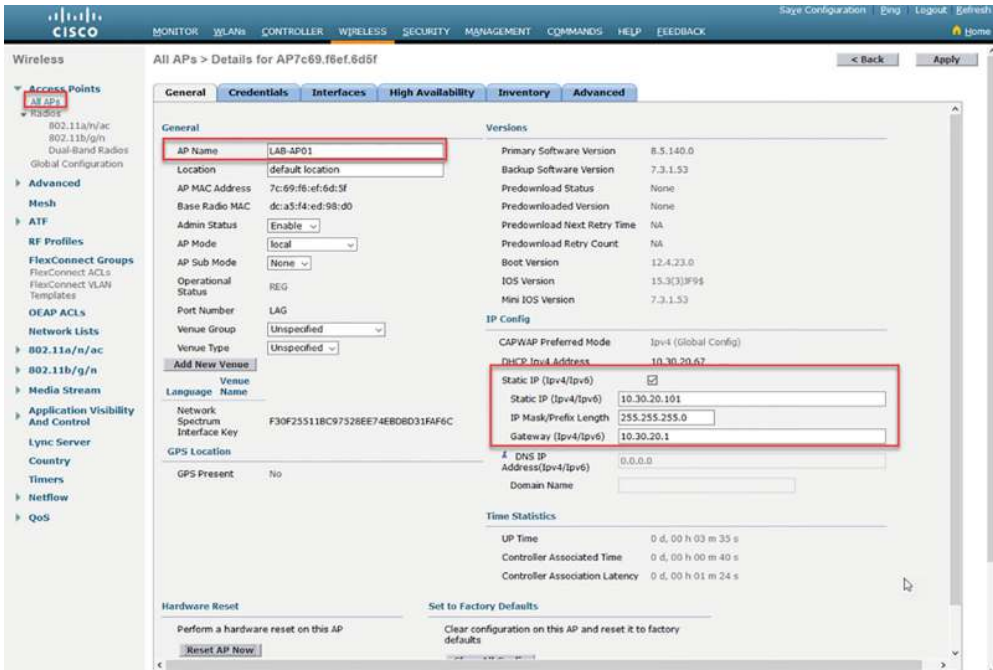 Save Configuration Ping Logout Refresh
CISCO
MONITOR WLANs CONTROLLER WIRELESS SECURITY MANAGEMENT COMMANDS HELP FEEDBACK
Home
Wireless
Access Points
All APs
Radios
802.11a/n/ac
802.11b/g/n
Dual-Band Radios
Global Configuration
Advanced
Mesh
ATF
RF Profiles
FlexConnect Groups
FlexConnect ACLs
FlexConnect VLAN
Templates
OEAP ACLs
Network Lists
802.11a/n/ac
802.11b/g/n
Media Stream
Application Visibility
And Control
Lync Server
Country
Timers
Netflow
QoS
All APs > Details for AP7c69.f6ef.6d5f
< Back Apply
General Credentials Interfaces High Availability Inventory Advanced
General
AP Name LAB-AP01
Location default location
AP MAC Address 7c:69:f6:ef:6d:5f
Base Radio MAC dc:a5:f4:ed:98:d0
Admin Status Enable
AP Mode local
AP Sub Mode None
Operational
Status REG
Port Number LAG
Venue Group Unspecified
Venue Type Unspecified
Add New Venue
Venue
Language Name
Network
Spectrum
Interface Key F30F25511BC97528EE74EBD8D31FAF6C
GPS Location
GPS Present No
Versions
Primary Software Version 8.5.140.0
Backup Software Version 7.3.1.53
Predownload Status None
Predownloaded Version None
Predownload Next Retry Time NA
Predownload Retry Count NA
Boot Version 12.4.23.0
IOS Version 15.3(3)JF9$
Mini IOS Version 7.3.1.53
IP Config
CAPWAP Preferred Mode Ipv4 (Global Config)
DHCP Ipv4 Address 10.30.20.67
Static IP (Ipv4/Ipv6)
Static IP (Ipv4/Ipv6) 10.30.20.101
IP Mask/Prefix Length 255.255.255.0
Gateway (Ipv4/Ipv6) 10.30.20.1
DNS IP
Address(Ipv4/Ipv6) 0.0.0.0
Domain Name
Time Statistics
UP Time 0 d, 00 h 03 m 35 s
Controller Associated Time 0 d, 00 h 00 m 40 s
Controller Association Latency 0 d, 00 h 01 m 24 s
Hardware Reset
Perform a hardware reset on this AP
Reset AP Now
Set to Factory Defaults
Clear configuration on this AP and reset it to factory
defaults